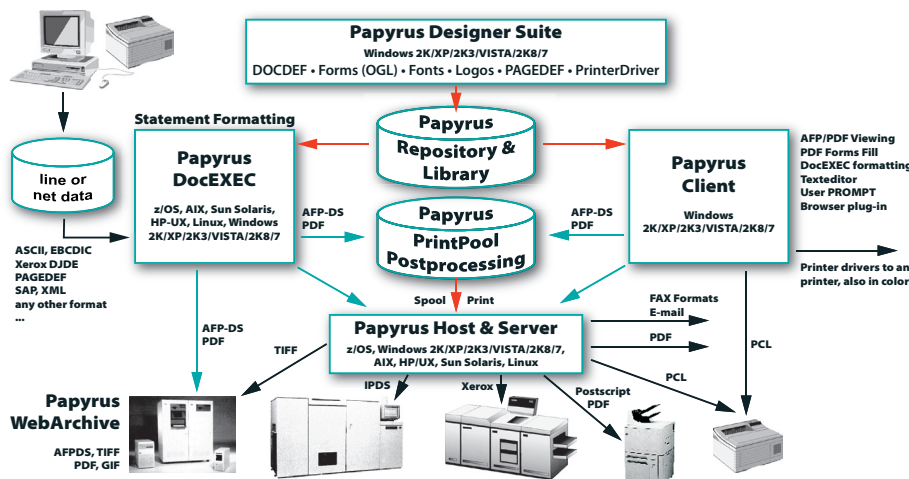 Papyrus Designer Suite
Windows 2K/XP/2K3/VISTA/2K8/7
DOCDEF • Forms (OGL) • Fonts • Logos • PAGEDEF • PrinterDriver
Statement Formatting
Papyrus
DocEXEC
z/OS, AIX, Sun Solaris,
HP-UX, Linux, Windows
2K/XP/2K3/VISTA/2K8/7
Papyrus
Repository &
Library
Papyrus
Client
Windows
2K/XP/2K3/VISTA/2K8/7
AFP/PDF Viewing
PDF Forms Fill
DocEXEC formatting
Texteditor
User PROMPT
Browser plug-in
line or
net data
AFP-DS
PDF
Papyrus
PrintPool
Postprocessing
AFP-DS
PDF
ASCII, EBCDIC
Xerox DJDE
PAGEDEF
SAP, XML
any other format
...
Printer drivers to an
printer, also in color
Spool Print
FAX Formats
E-mail
Papyrus Host & Server
z/OS, Windows 2K/XP/2K3/VISTA/2K8/7,
AIX, HP/UX, Sun Solaris, Linux
AFP-DS
PDF
TIFF
PDF
PCL
PCL
IPDS
Xerox
Postscript
PDF
Papyrus
WebArchive
AFPDS, TIFF
PDF, GIF